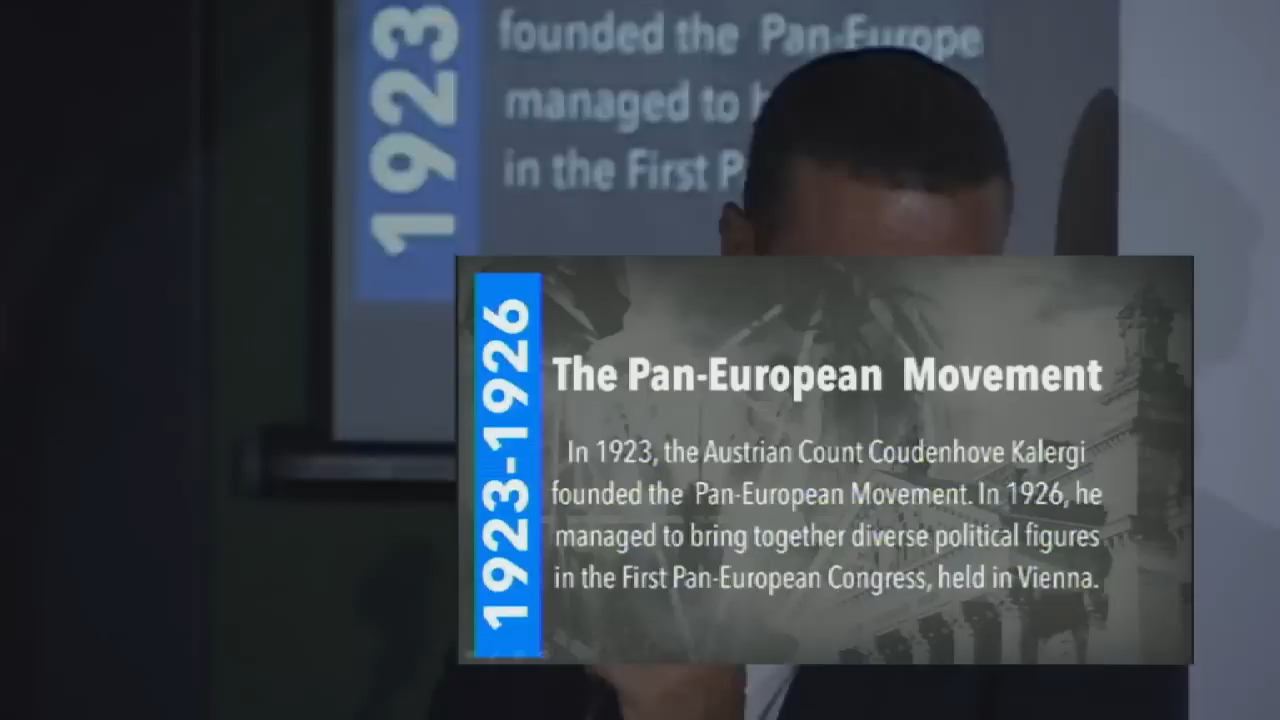 1923
founded the Pan-Europe
managed to
in the First P
1923-1926
The Pan-European Movement
In 1923, the Austrian Count Coudenhove Kalergi
founded the Pan-European Movement. In 1926, he
managed to bring together diverse political figures
in the First Pan-European Congress, held in Vienna.